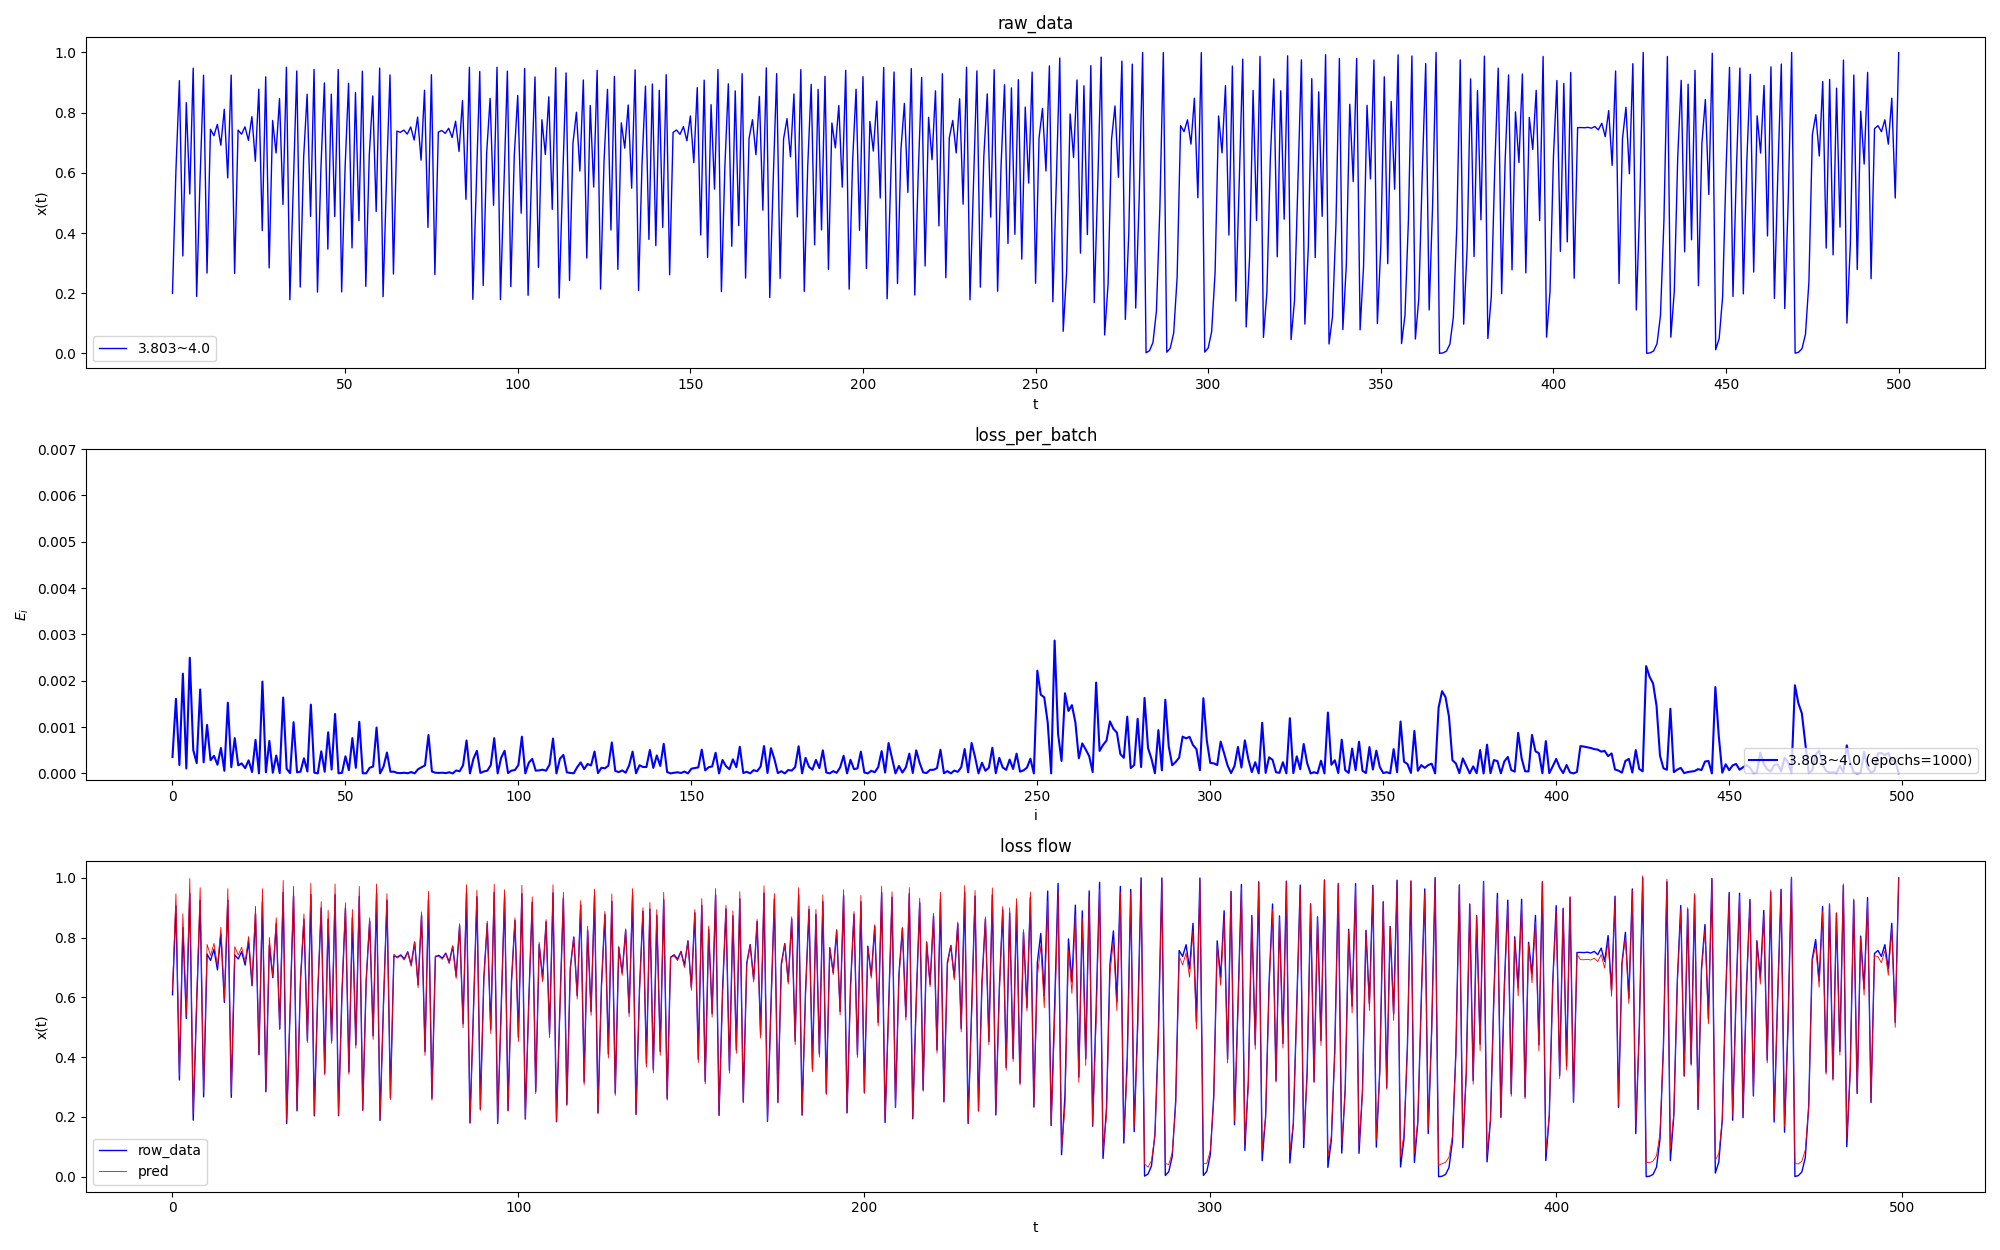 raw_data
1.0
0.8
0.6
0.4
0.2
0.0
x(t)
3.803~4.0
50 100 150 200 250 300 350 400 450 500
t
loss_per_batch
0.007
0.006
0.005
0.004
0.003
0.002
0.001
0.000
E_i
3.803~4.0 (epochs=1000)
0 50 100 150 200 250 300 350 400 450 500
i
loss flow
1.0
0.8
0.6
0.4
0.2
0.0
x(t)
row_data
pred
0 100 200 300 400 500
t